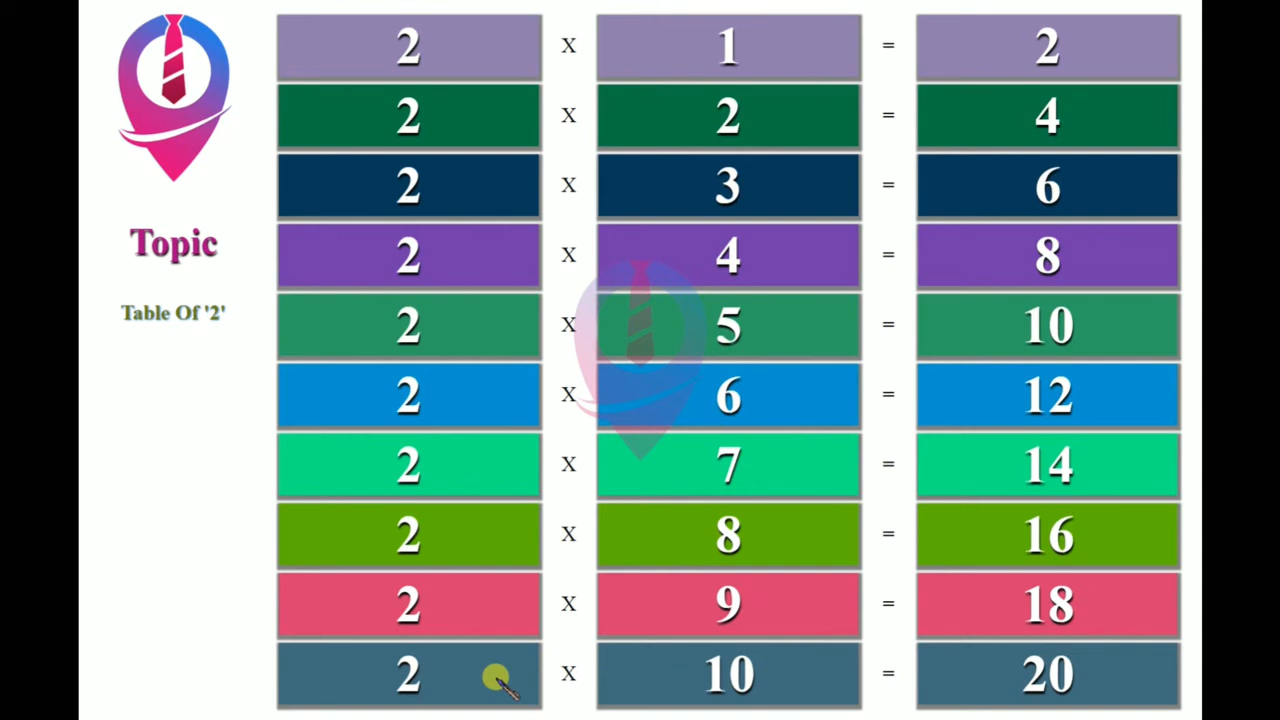 2 X 1 = 2
2 X 2 = 4
2 X 3 = 6
Topic
2 X 4 = 8
Table Of '2'
2 X 5 = 10
2 X 6 = 12
2 X 7 = 14
2 X 8 = 16
2 X 9 = 18
2 X 10 = 20